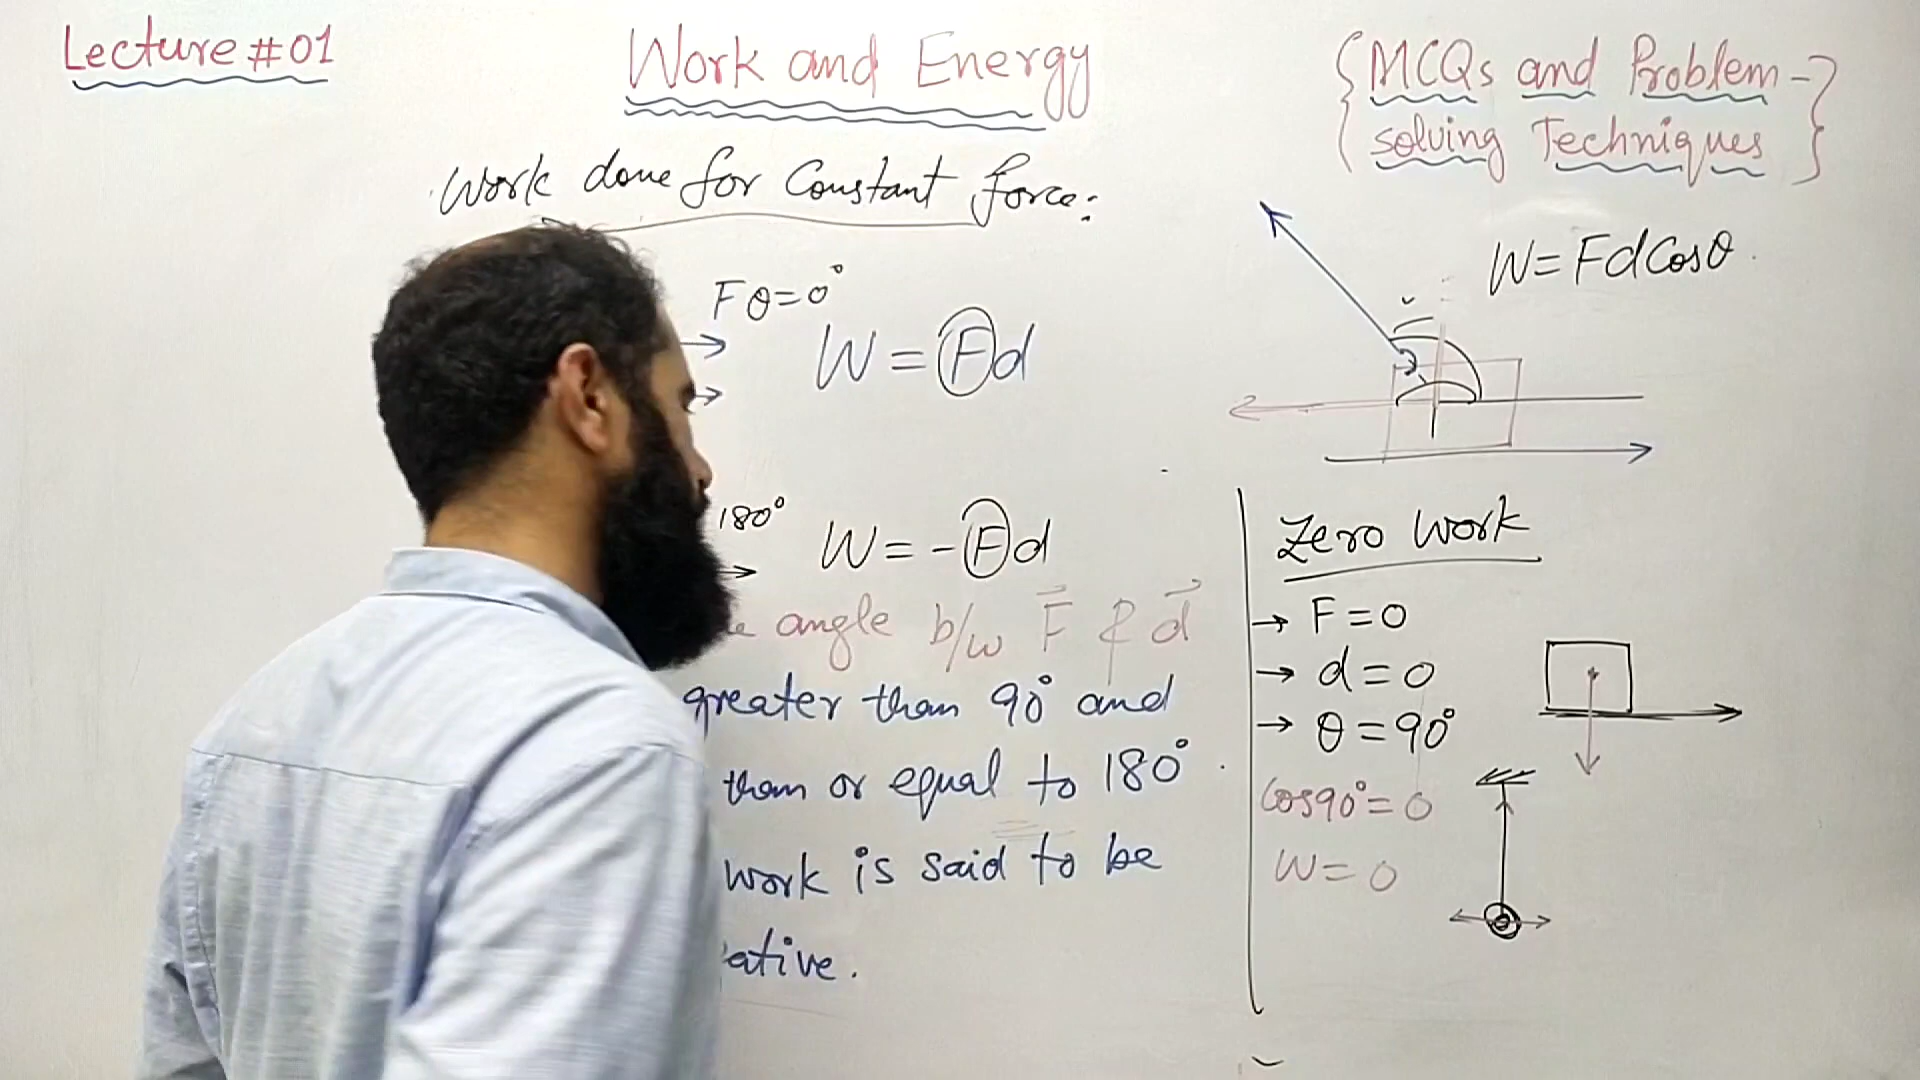 Lecture #01
Work and Energy
{MCQs and Problem-
solving Techniques}
Work done for Constant force:
F θ=0°
W = Fd
W = FdCosθ
180°
W = -Fd
angle b/w F⃗ & d⃗
greater than 90° and
than or equal to 180°
work is said to be
ative.
Zero Work
→ F = 0
→ d = 0
→ θ = 90°
Cos90° = 0
W = 0